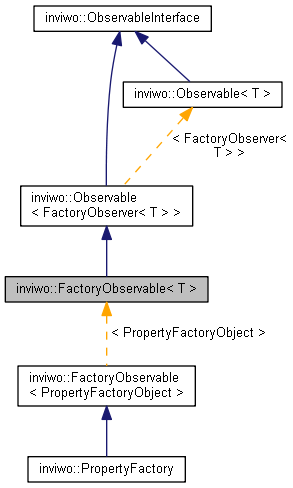 inviwo::ObservableInterface
inviwo::Observable< T >
< FactoryObserver<
T > >
inviwo::Observable
< FactoryObserver< T > >
inviwo::FactoryObservable< T >
< PropertyFactoryObject >
inviwo::FactoryObservable
< PropertyFactoryObject >
inviwo::PropertyFactory